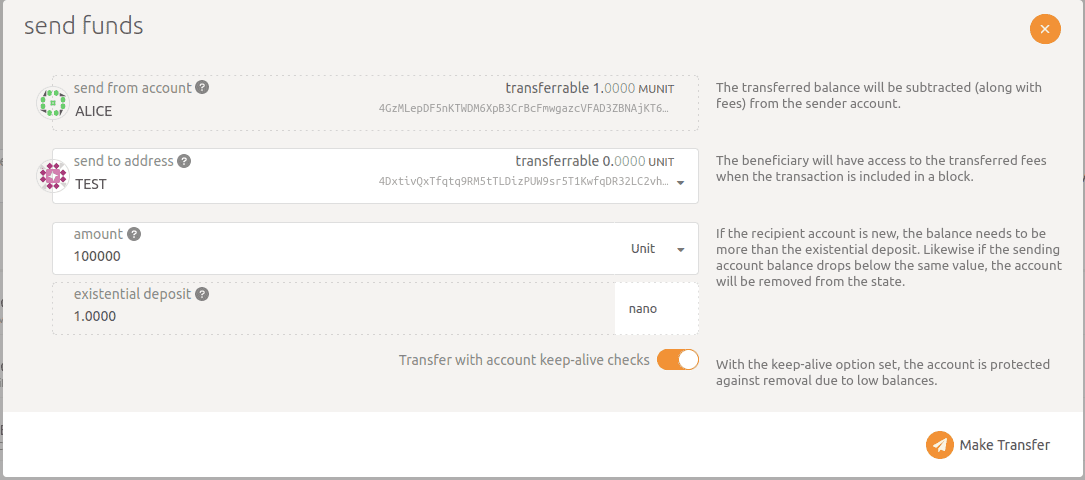 send funds
send from account
transferrable 1.0000 MUNIT
ALICE
4GzMLepDF5nKTWDM6XpB3CrBcFmwgazcVFAD3ZBNAjKT6…
The transferred balance will be subtracted (along with
fees) from the sender account.
send to address
transferrable 0.0000 UNIT
TEST
4DxtivQxTfqtq9RM5tTLDizPUW9sr5T1KwfqDR32LC2vh…
The beneficiary will have access to the transferred fees
when the transaction is included in a block.
amount
100000
Unit
If the recipient account is new, the balance needs to be
more than the existential deposit. Likewise if the sending
account balance drops below the same value, the account
will be removed from the state.
existential deposit
1.0000
nano
Transfer with account keep-alive checks
With the keep-alive option set, the account is protected
against removal due to low balances.
Make Transfer